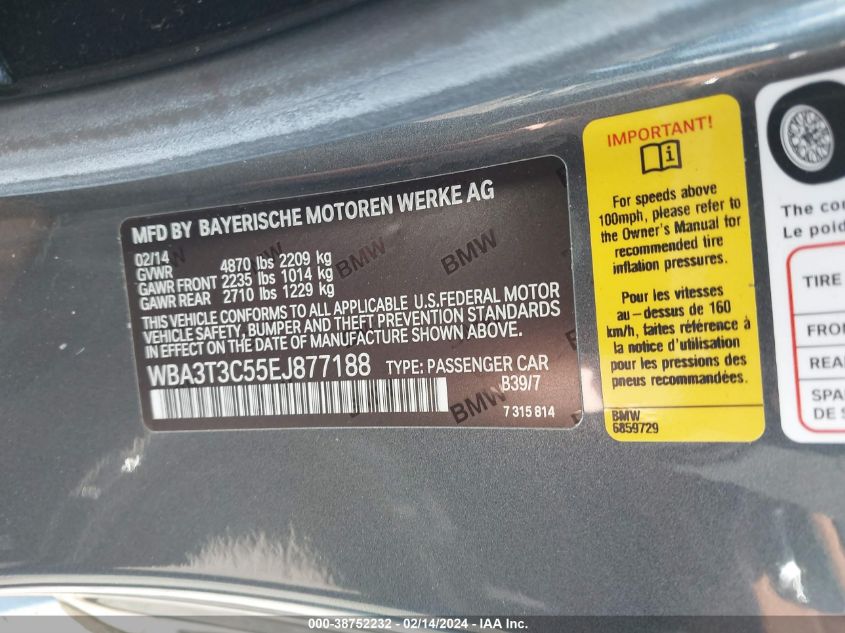 MFD BY BAYERISCHE MOTOREN WERKE AG
02/14
GVWR 4870 lbs 2209 kg
GAWR FRONT 2235 lbs 1014 kg
GAWR REAR 2710 lbs 1229 kg
THIS VEHICLE CONFORMS TO ALL APPLICABLE U.S.FEDERAL MOTOR
VEHICLE SAFETY, BUMPER AND THEFT PREVENTION STANDARDS
IN EFFECT ON THE DATE OF MANUFACTURE SHOWN ABOVE.
WBA3T3C55EJ877188 TYPE: PASSENGER CAR
B39/7
7 315 814
BMW
BMW
BMW
BMW
IMPORTANT!
i
For speeds above
100mph, please refer to
the Owner's Manual for
recommended tire
inflation pressures.
Pour les vitesses
au-dessus de 160
km/h, faites référence à
la notice d'utilisation
pour les pressions des
pneus recommandées.
BMW
6859729
The co
Le poid
TIRE
FRON
REA
SPA
DE S
000-38752232 - 02/14/2024 - IAA Inc.